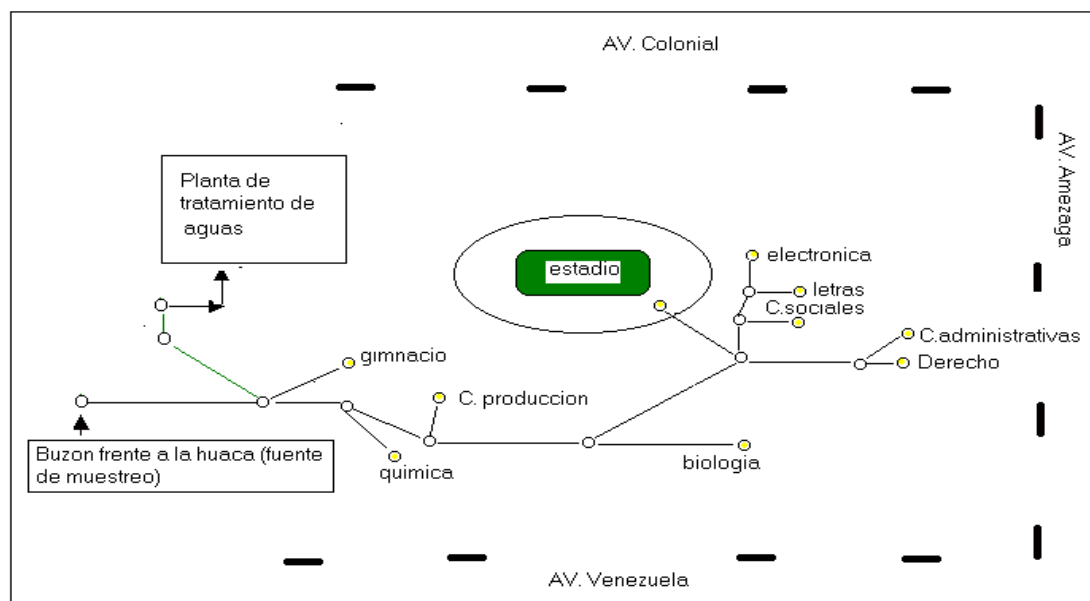 AV. Colonial
AV. Amezaga
Planta de
tratamiento de
aguas
estadio
electronica
letras
C.sociales
C.administrativas
Derecho
gimnacio
C. produccion
Buzon frente a la huaca (fuente
de muestreo)
quimica
biologia
AV. Venezuela